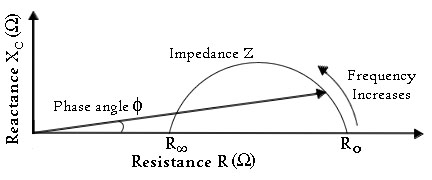 Reactance X_C (Ω)
Impedance Z
Frequency
Increases
Phase angle ϕ
R∞
R₀
Resistance R (Ω)